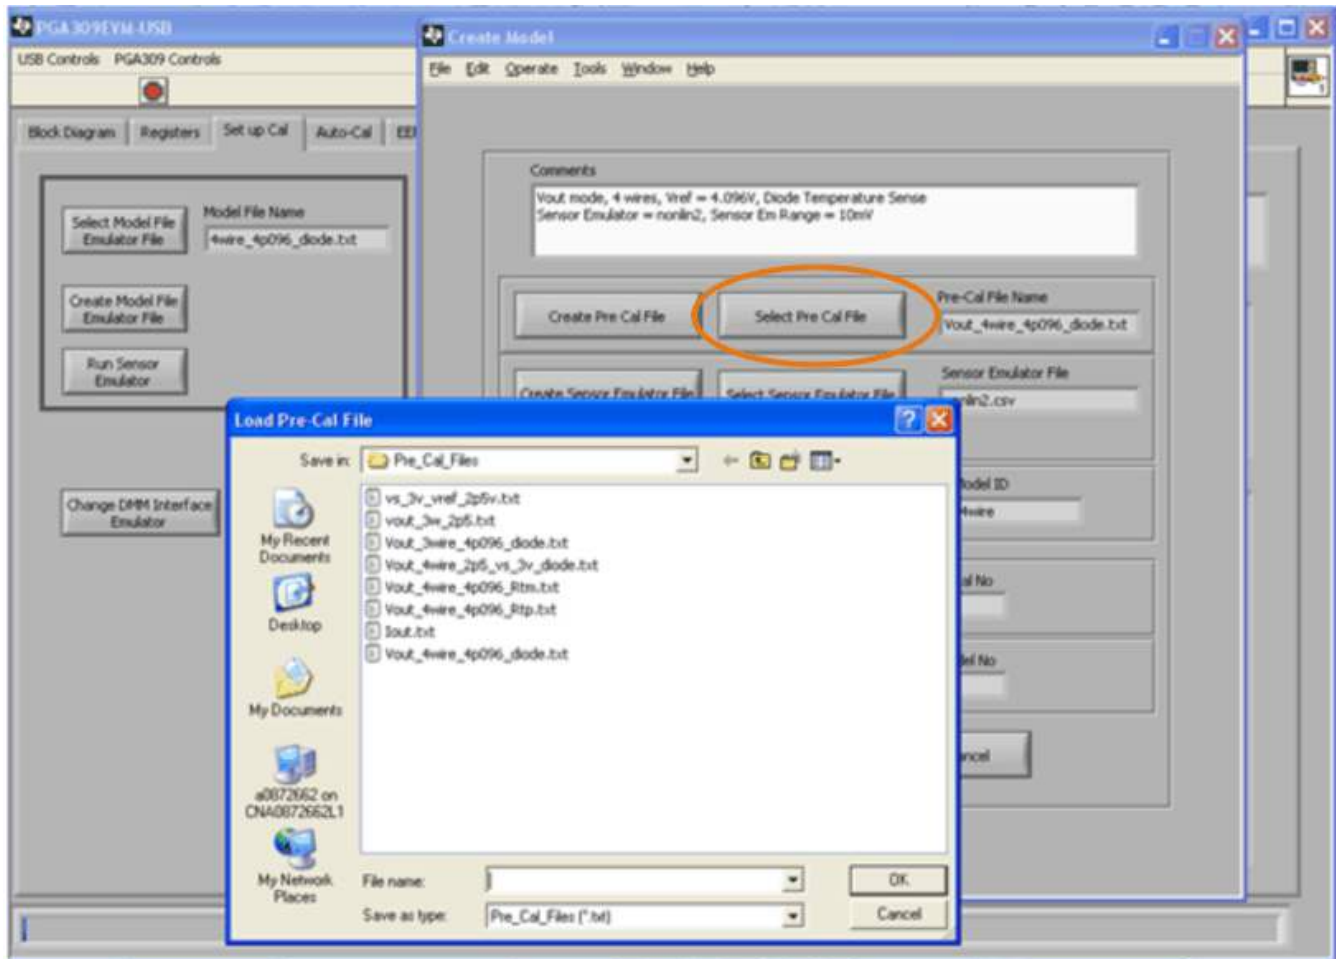 PGA309EVM-USB
USB Controls PGA309 Controls
Block Diagram Registers Set up Cal Auto-Cal
Select Model File
Emulator File
Model File Name
4wire_4p096_diode.txt
Create Model File
Emulator File
Run Sensor
Emulator
Change DMM Interface
Emulator
Create Model
File Edit Operate Tools Window Help
Comments
Vout mode, 4 wires, Vref = 4.096V, Diode Temperature Sense
Sensor Emulator = nonlin2, Sensor Em Range = 10mV
Create Pre Cal File
Select Pre Cal File
Pre-Cal File Name
Vout_4wire_4p096_diode.txt
Create Sensor Emulator File
Select Sensor Emulator File
Sensor Emulator File
nonlin2.csv
Model ID
4wire
No
No
Load Pre-Cal File
Save in: Pre_Cal_Files
My Recent
Documents
Desktop
My Documents
a0872662 on
CNA0872662L1
My Network
Places
vs_3v_vref_2p5v.txt
vout_3w_2p5.txt
Vout_3wire_4p096_diode.txt
Vout_4wire_2p5_vs_3v_diode.txt
Vout_4wire_4p096_Rtm.txt
Vout_4wire_4p096_Rtp.txt
Iout.txt
Vout_4wire_4p096_diode.txt
File name:
OK
Save as type: Pre_Cal_Files (*.txt)
Cancel